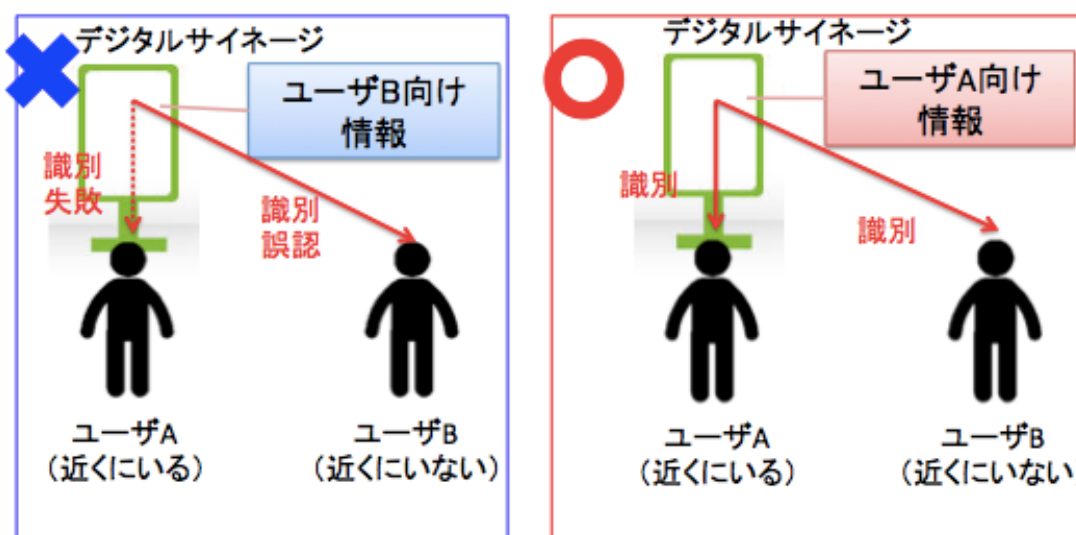 デジタルサイネージ
ユーザB向け
情報
識別
失敗
識別
誤認
ユーザA
（近くにいる）
ユーザB
（近くにいない）
デジタルサイネージ
ユーザA向け
情報
識別
識別
ユーザA
（近くにいる）
ユーザB
（近くにいない